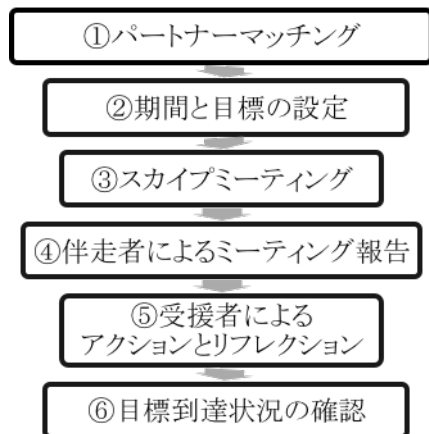 ①パートナーマッチング
②期間と目標の設定
③スカイプミーティング
④伴走者によるミーティング報告
⑤受援者による
アクションとリフレクション
⑥目標到達状況の確認